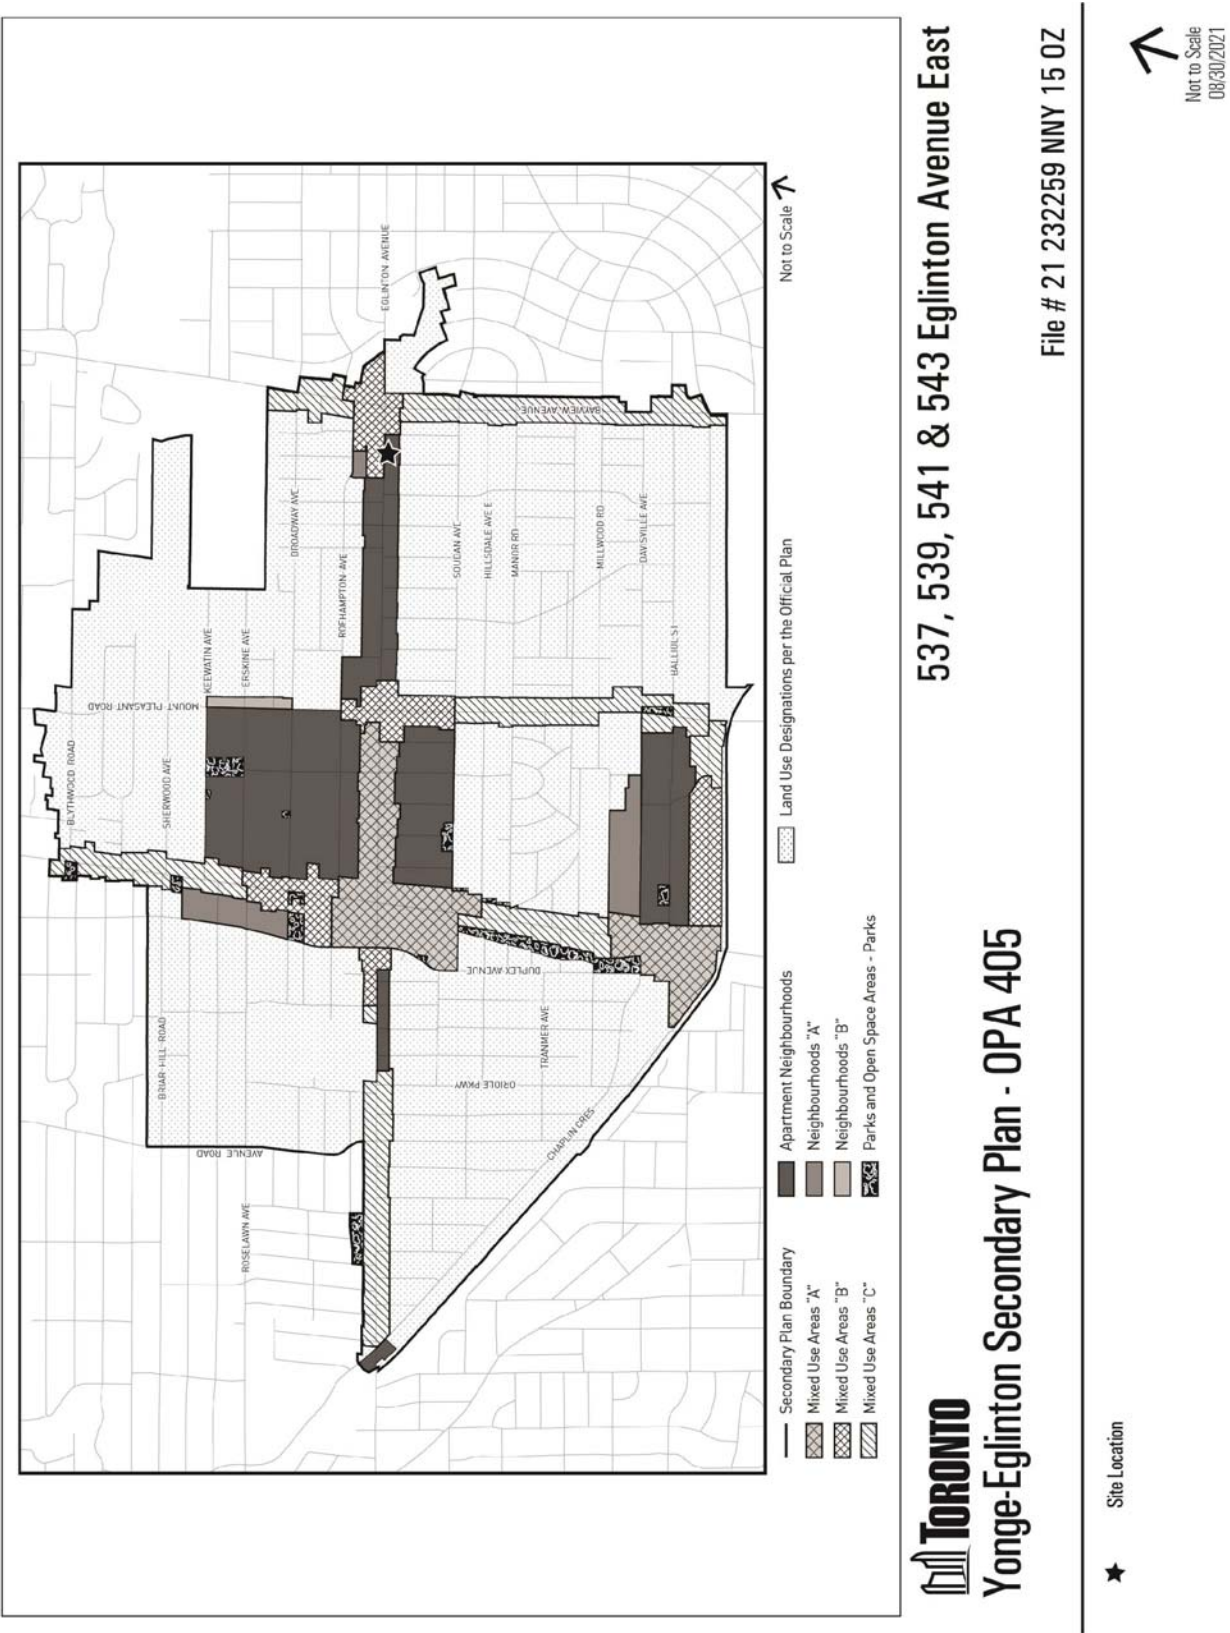 EGLINTON AVENUE
BAYVIEW AVENUE
BROADWAY AVE
ROEHAMPTON AVE
SOUDAN AVE
HILLSDALE AVE E
MANOR RD
MILLWOOD RD
DAVISVILLE AVE
BALLIOL ST
KEEWATIN AVE
ERSKINE AVE
MOUNT PLEASANT ROAD
BLYTHWOOD ROAD
SHERWOOD AVE
DUPLEX AVENUE
TRANMER AVE
ORIOLE PKWY
CHAPLIN CRES
BRIAR HILL ROAD
AVENUE ROAD
ROSELAWN AVE
Secondary Plan Boundary
Mixed Use Areas "A"
Mixed Use Areas "B"
Mixed Use Areas "C"
Apartment Neighbourhoods
Neighbourhoods "A"
Neighbourhoods "B"
Parks and Open Space Areas - Parks
Land Use Designations per the Official Plan
Not to Scale
TORONTO
537, 539, 541 & 543 Eglinton Avenue East
Yonge-Eglinton Secondary Plan - OPA 405
File # 21 232259 NNY 15 OZ
Site Location
Not to Scale
08/30/2021